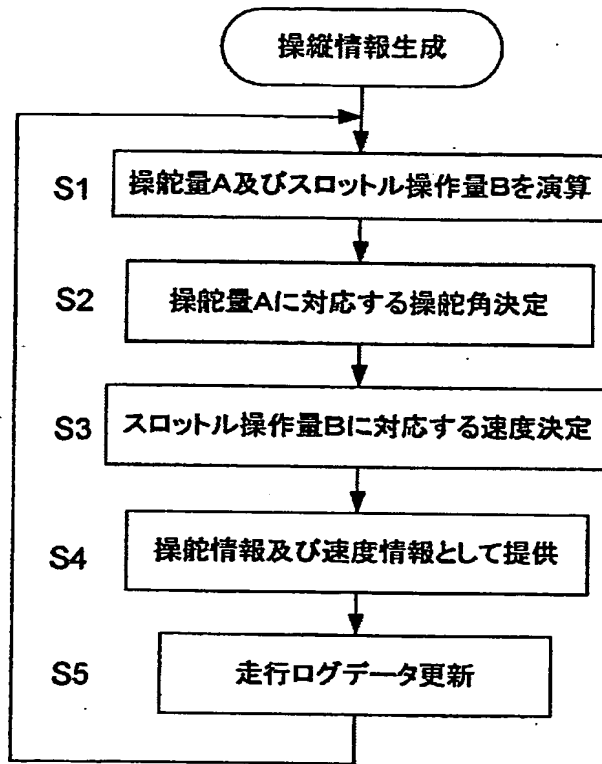 操縦情報生成
S1
操舵量A及びスロットル操作量Bを演算
S2
操舵量Aに対応する操舵角決定
S3
スロットル操作量Bに対応する速度決定
S4
操舵情報及び速度情報として提供
S5
走行ログデータ更新